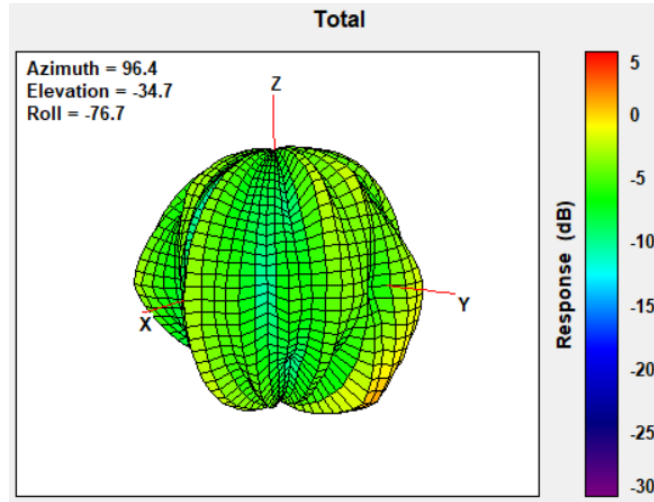 Total
Azimuth = 96.4
Elevation = -34.7
Roll = -76.7
Z
X
Y
5
0
-5
-10
-15
-20
-25
-30
Response (dB)